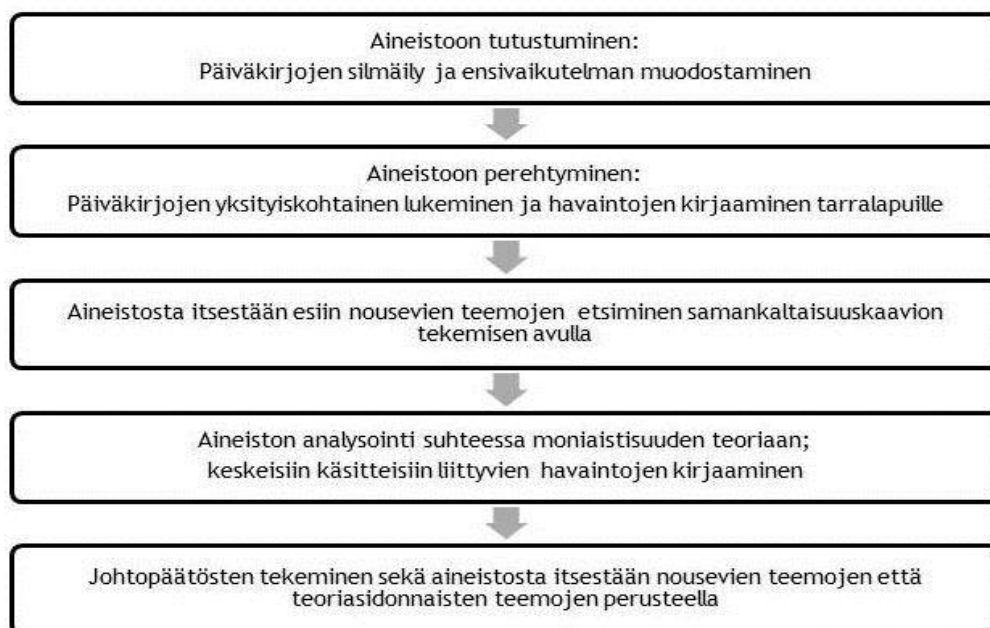 Aineistoon tutustuminen:
Päiväkirjojen silmäily ja ensivaikutelman muodostaminen
Aineistoon perehtyminen:
Päiväkirjojen yksityiskohtainen lukeminen ja havaintojen kirjaaminen tarralapuille
Aineistosta itsestään esiin nousevien teemojen etsiminen samankaltaisuuskaavion
tekemisen avulla
Aineiston analysointi suhteessa moniaistisuuden teoriaan;
keskeisiin käsitteisiin liittyvien havaintojen kirjaaminen
Johtopäätösten tekeminen sekä aineistosta itsestään nousevien teemojen että
teoriasidonnaisten teemojen perusteella